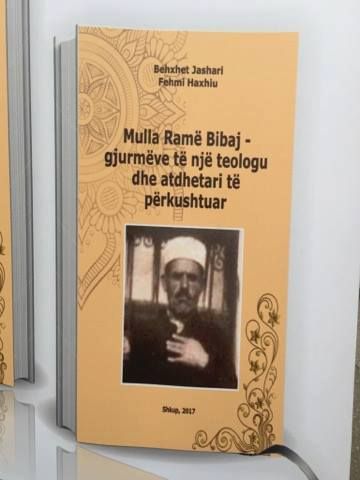 Behxhet Jashari
Fehmi Haxhiu
Mulla Ramë Bibaj -
gjurmëve të një teologu
dhe atdhetari të
përkushtuar
Shkup, 2017